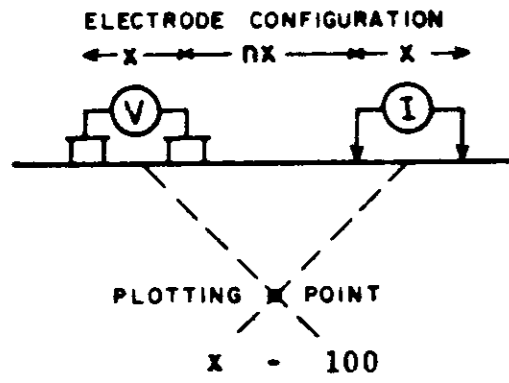 ELECTRODE CONFIGURATION
x nx x
V I
PLOTTING POINT
x - 100